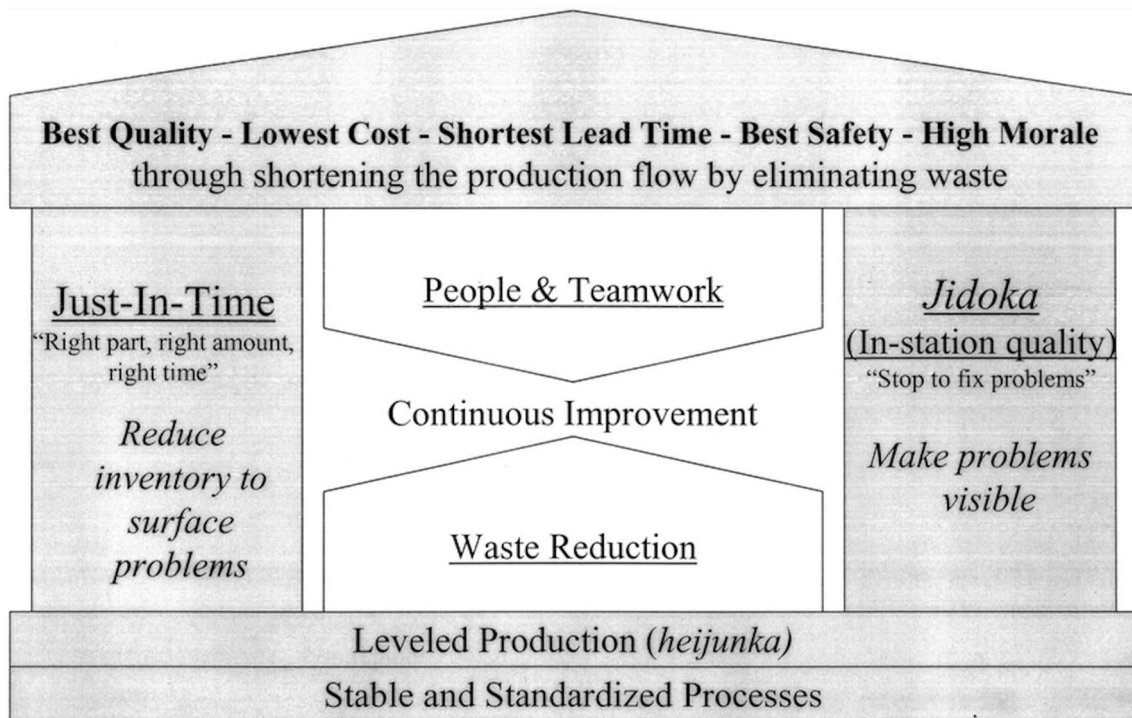 Best Quality - Lowest Cost - Shortest Lead Time - Best Safety - High Morale
through shortening the production flow by eliminating waste
Just-In-Time
“Right part, right amount,
right time”
Reduce
inventory to
surface
problems
People & Teamwork
Continuous Improvement
Waste Reduction
Jidoka
(In-station quality)
“Stop to fix problems”
Make problems
visible
Leveled Production (heijunka)
Stable and Standardized Processes